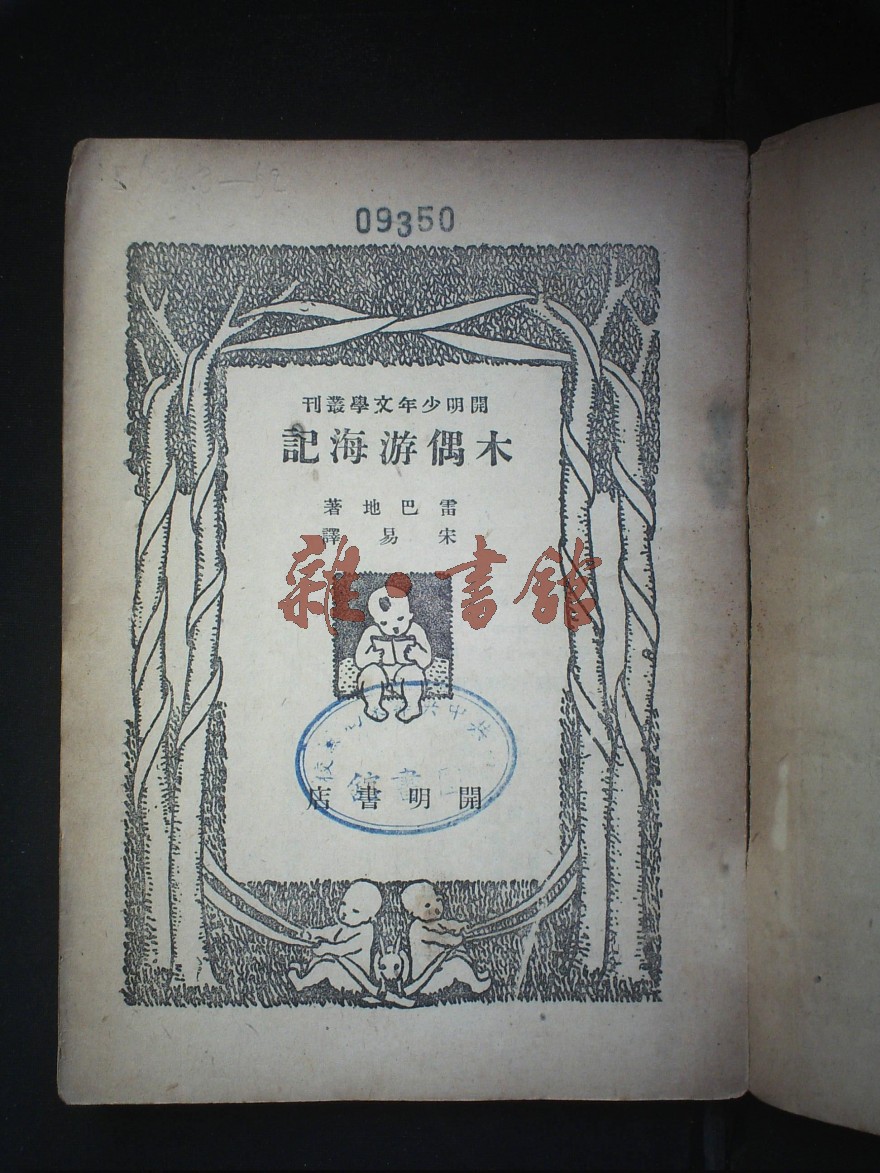 09350
開明少年文學叢刊
木偶游海記
雷巴地著
宋易譯
雜·書館
開明書店